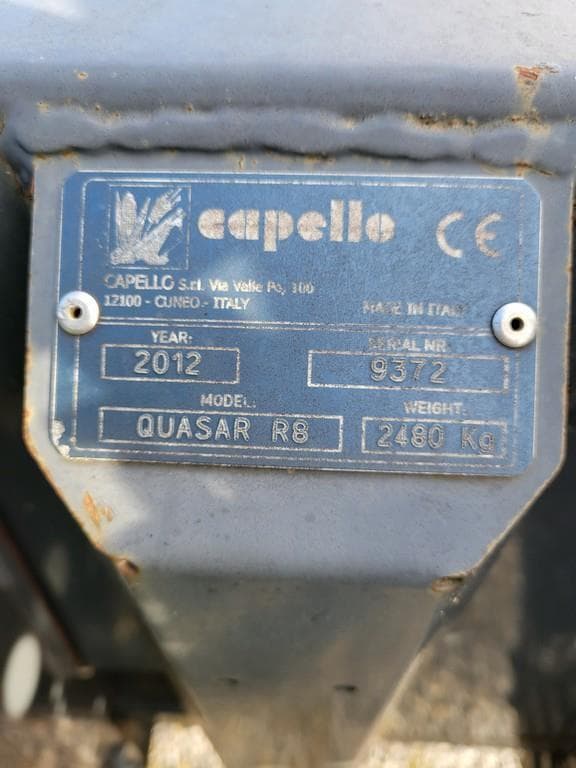 capello CE
CAPELLO S.r.l. Via Valle Po, 100
12100 - CUNEO - ITALY
MADE IN ITALY
YEAR: SERIAL NR.
2012 9372
MODEL: WEIGHT:
QUASAR R8 2480 Kg